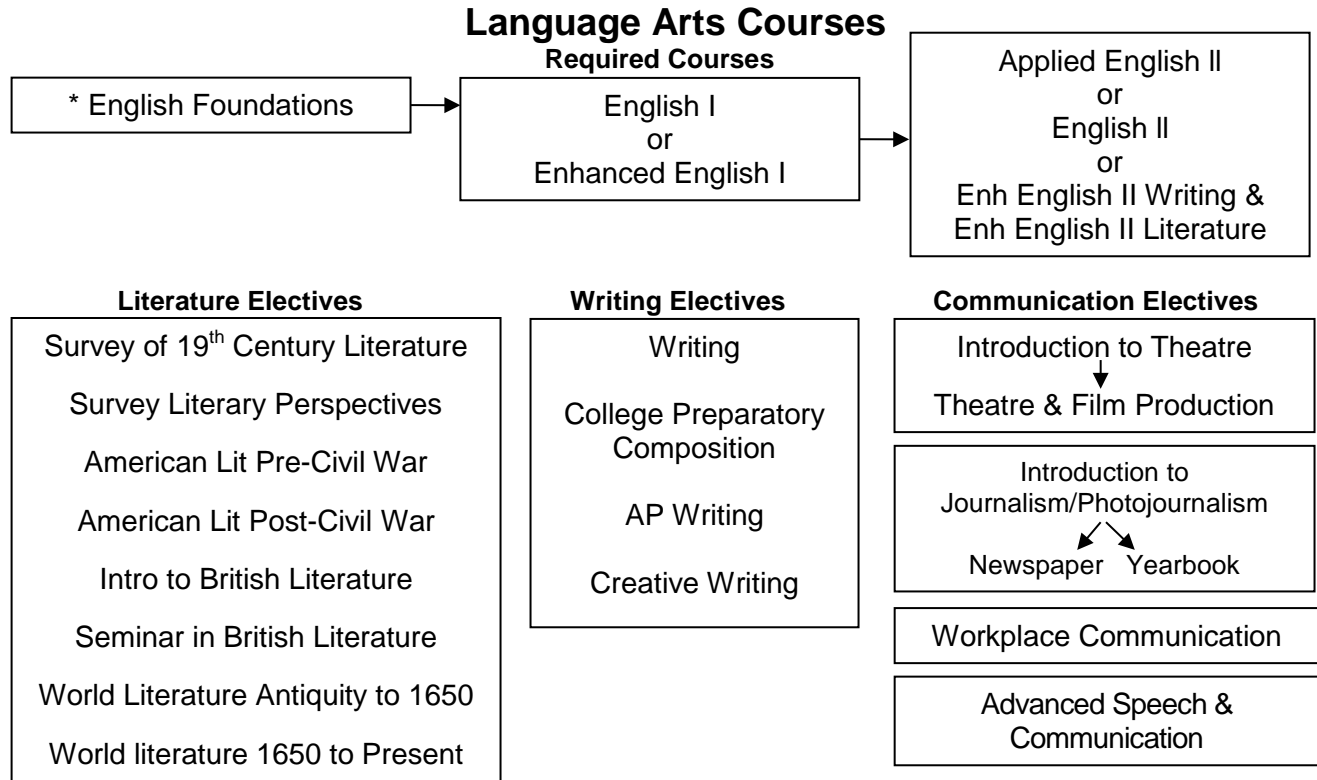 Language Arts Courses
Required Courses
* English Foundations
English I
or
Enhanced English I
Applied English II
or
English II
or
Enh English II Writing &
Enh English II Literature
Literature Electives
Survey of 19th Century Literature
Survey Literary Perspectives
American Lit Pre-Civil War
American Lit Post-Civil War
Intro to British Literature
Seminar in British Literature
World Literature Antiquity to 1650
World literature 1650 to Present
Writing Electives
Writing
College Preparatory
Composition
AP Writing
Creative Writing
Communication Electives
Introduction to Theatre
Theatre & Film Production
Introduction to
Journalism/Photojournalism
Newspaper Yearbook
Workplace Communication
Advanced Speech &
Communication